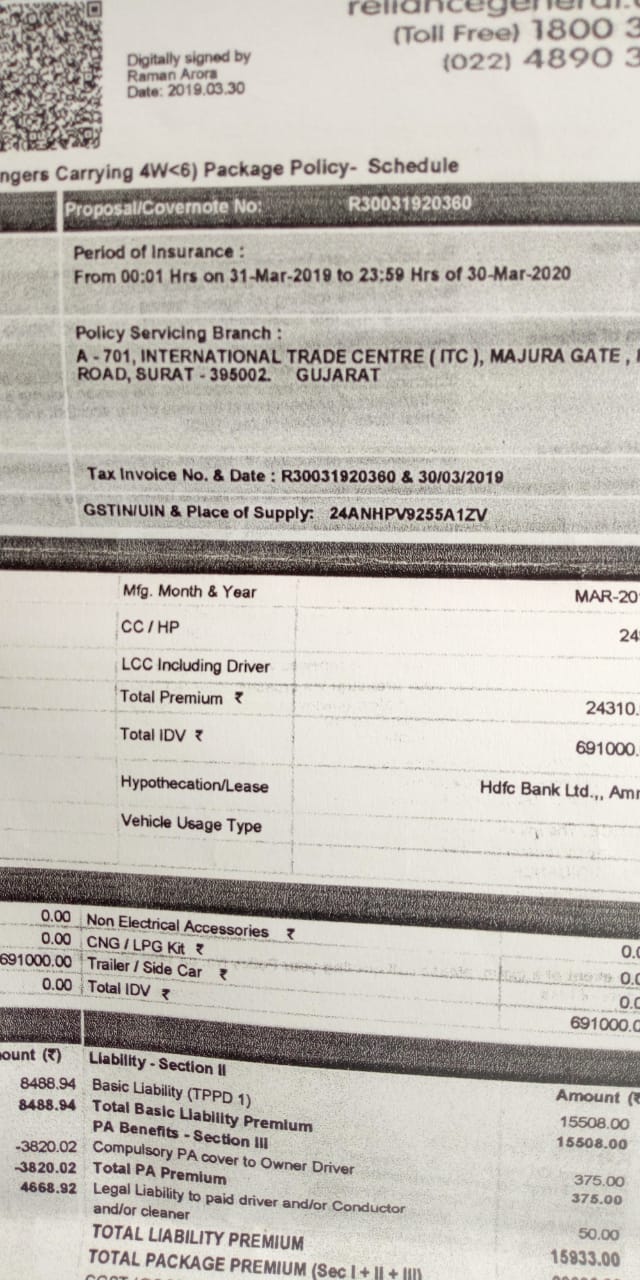 (Toll Free) 1800
(022) 4890
Digitally signed by
Raman Arora
Date: 2019.03.30
Carrying 4W<6) Package Policy- Schedule
Proposal/Covernote No: R30031920360
Period of Insurance :
From 00:01 Hrs on 31-Mar-2019 to 23:59 Hrs of 30-Mar-2020
Policy Servicing Branch :
A - 701, INTERNATIONAL TRADE CENTRE ( ITC ), MAJURA GATE ,
ROAD, SURAT - 395002. GUJARAT
Tax Invoice No. & Date : R30031920360 & 30/03/2019
GSTIN/UIN & Place of Supply: 24ANHPV9255A1ZV
Mfg. Month & Year MAR-201
CC / HP 24
LCC Including Driver
Total Premium ₹ 24310.
Total IDV ₹ 691000.
Hypothecation/Lease Hdfc Bank Ltd.,,
Vehicle Usage Type
0.00 Non Electrical Accessories ₹ 0.0
0.00 CNG / LPG Kit ₹ 0.0
691000.00 Trailer / Side Car ₹ 0.0
0.00 Total IDV ₹ 691000.0
ount (₹) Liability - Section II Amount (₹
8488.94 Basic Liability (TPPD 1) 15508.00
8488.94 Total Basic Liability Premium 15508.00
PA Benefits - Section III
-3820.02 Compulsory PA cover to Owner Driver 375.00
-3820.02 Total PA Premium 375.00
4668.92 Legal Liability to paid driver and/or Conductor
and/or cleaner 50.00
TOTAL LIABILITY PREMIUM 15933.00
TOTAL PACKAGE PREMIUM (Sec I + II + III)